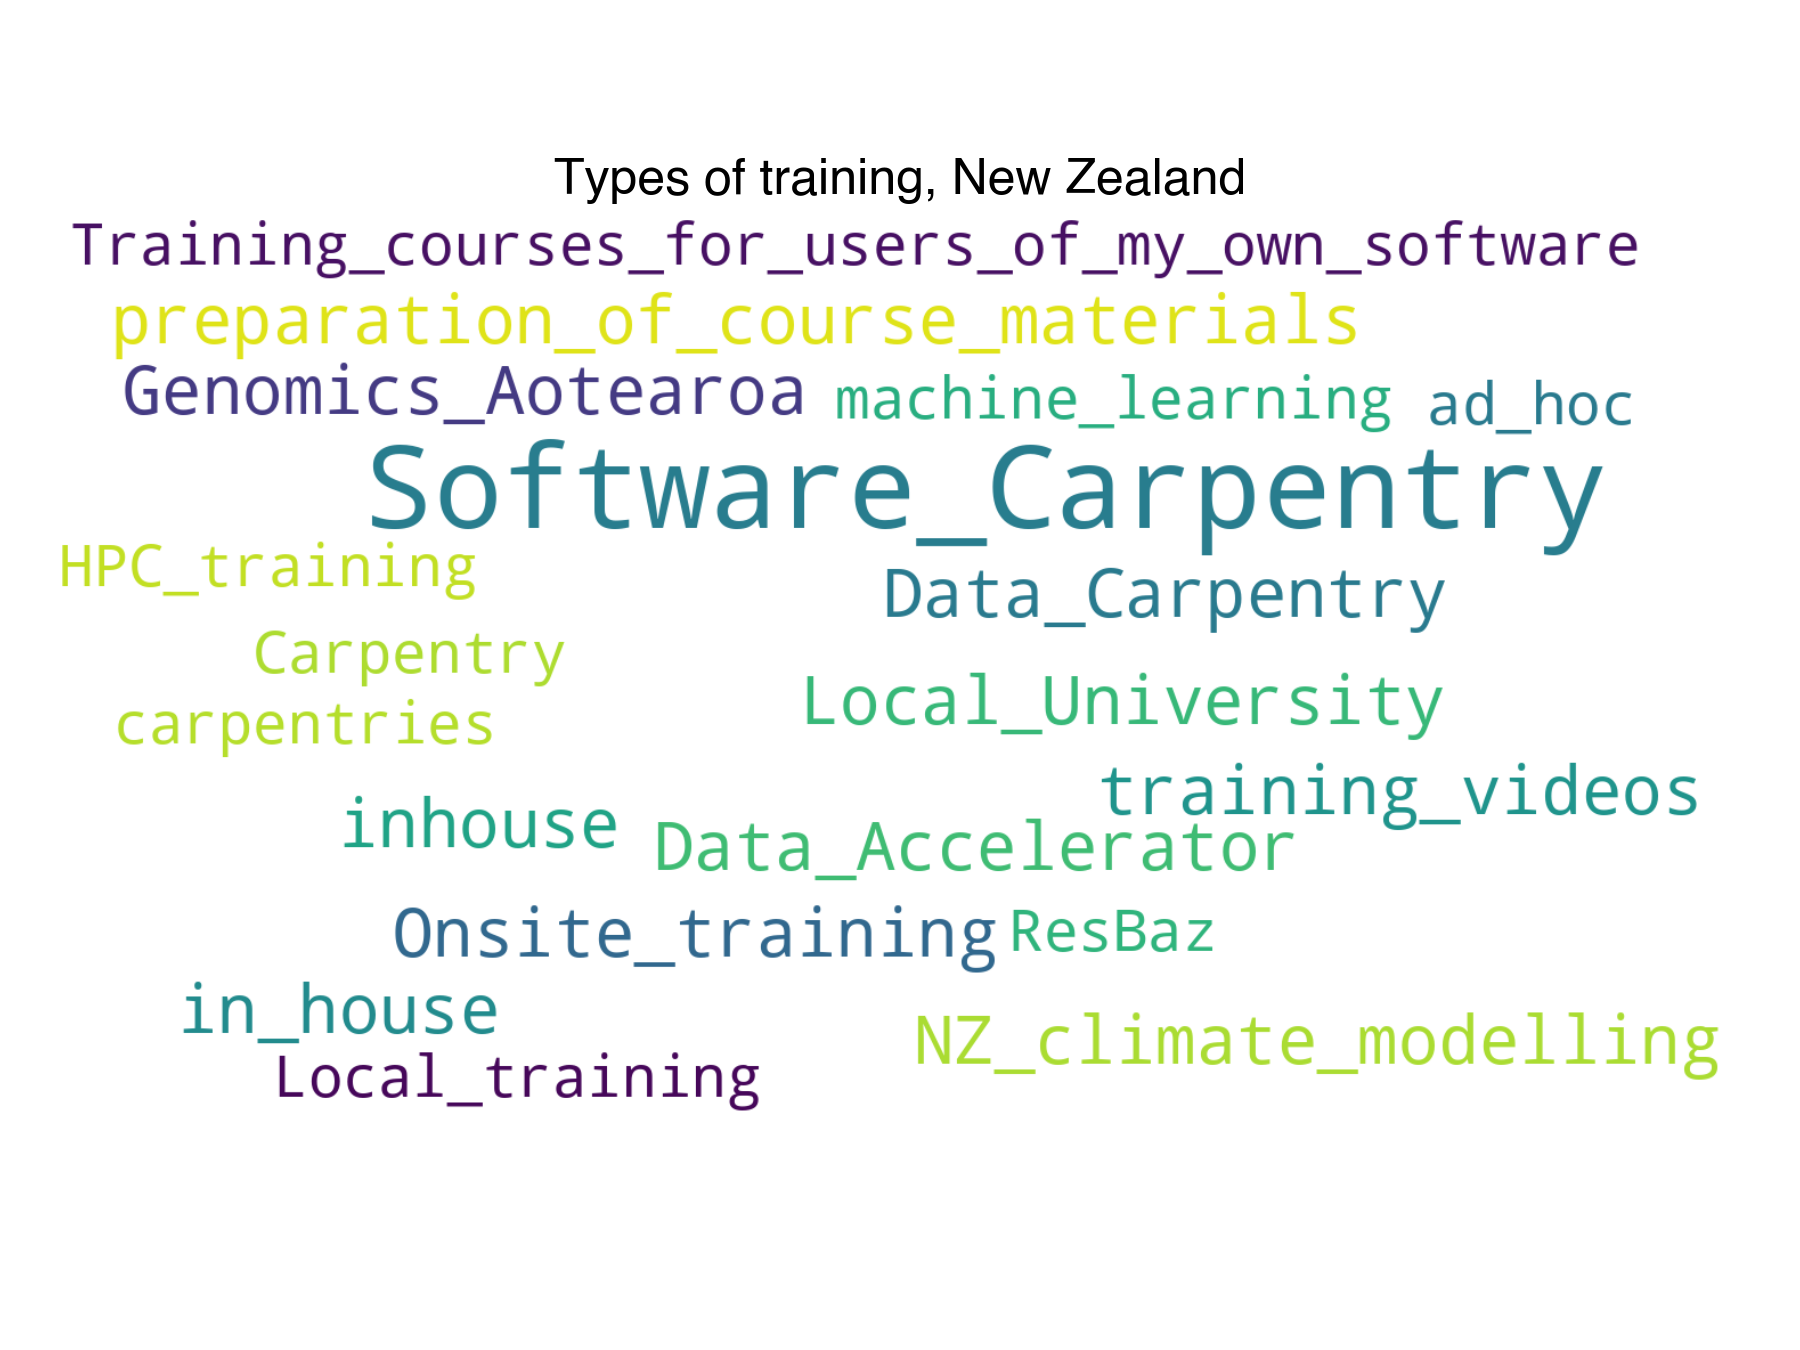 Types of training, New Zealand
Training_courses_for_users_of_my_own_software
preparation_of_course_materials
Genomics_Aotearoa machine_learning ad_hoc
Software_Carpentry
HPC_training
Data_Carpentry
Carpentry
Local_University
carpentries
training_videos
inhouse
Data_Accelerator
Onsite_training ResBaz
in_house
NZ_climate_modelling
Local_training